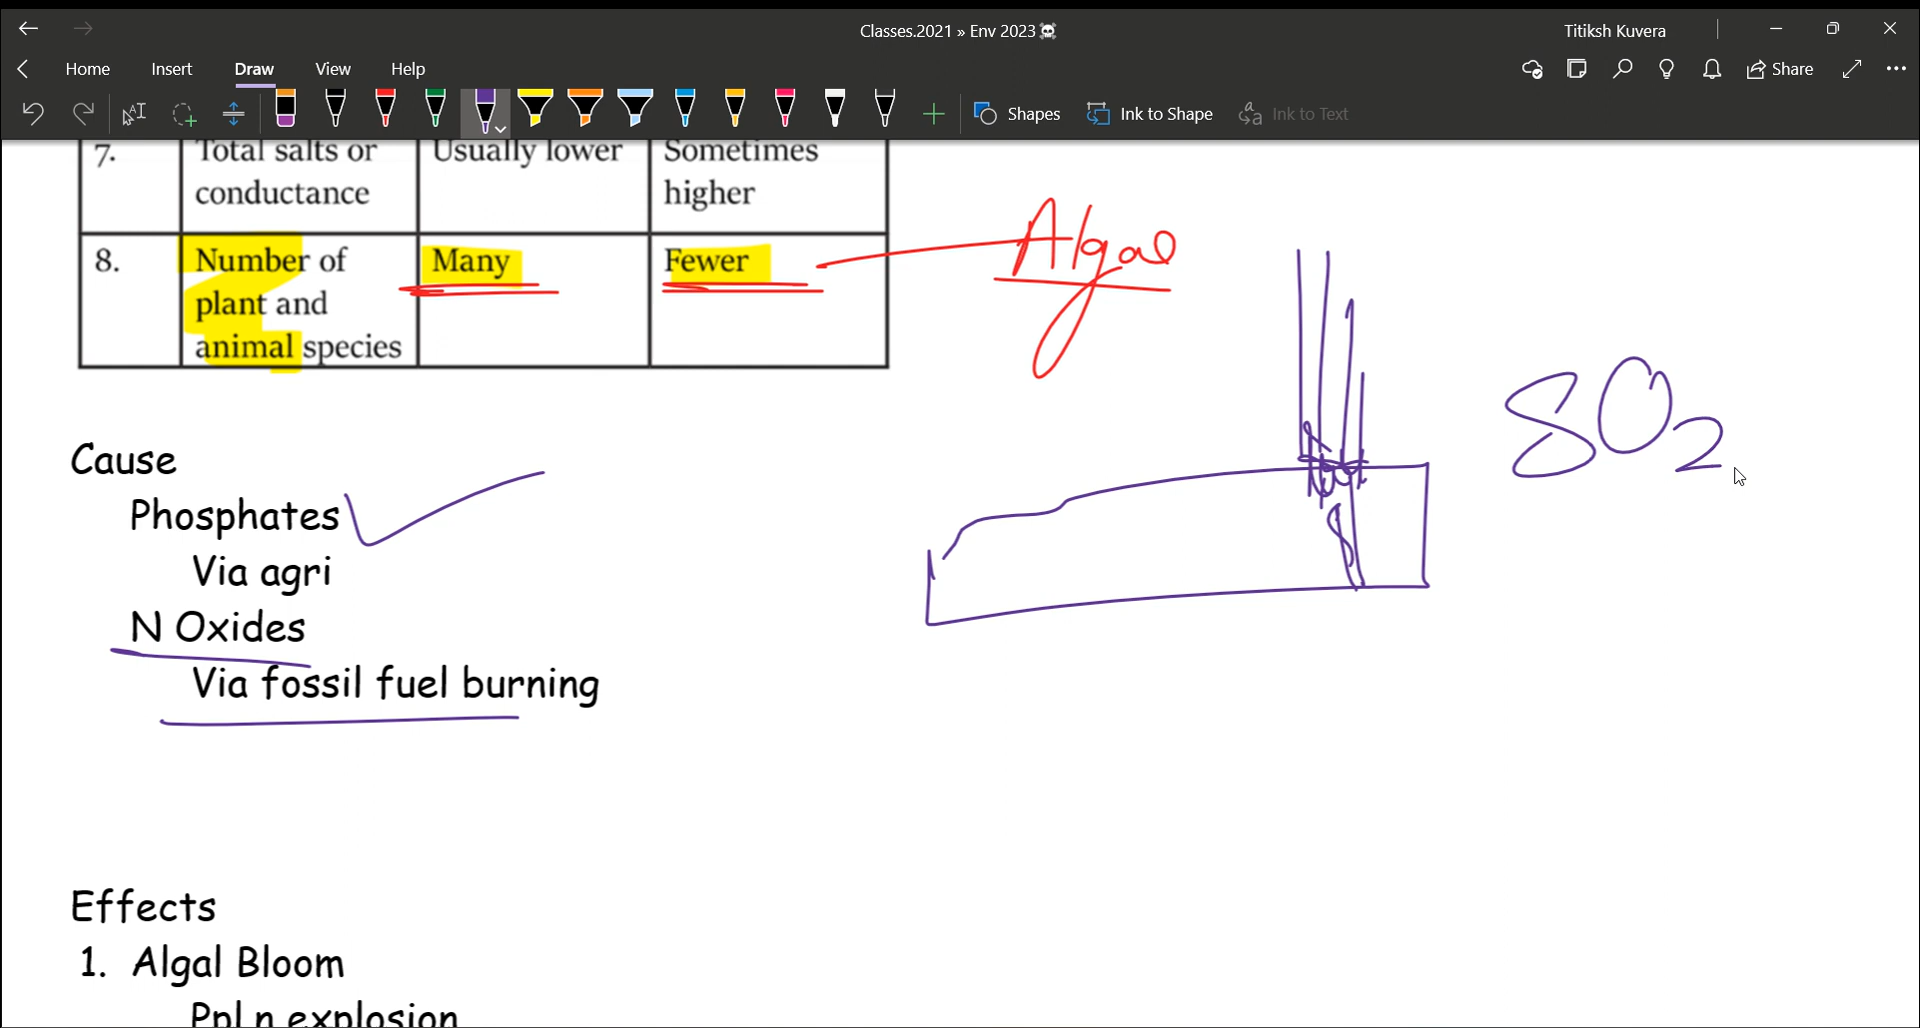 Classes.2021 » Env 2023
Titiksh Kuvera
Home Insert Draw View Help
Share
Shapes Ink to Shape Ink to Text
7. Total salts or conductance Usually lower Sometimes higher
8. Number of plant and animal species Many Fewer
Algae
SO2
Cause
Phosphates
Via agri
N Oxides
Via fossil fuel burning
Effects
1. Algal Bloom
Ppl n explosion